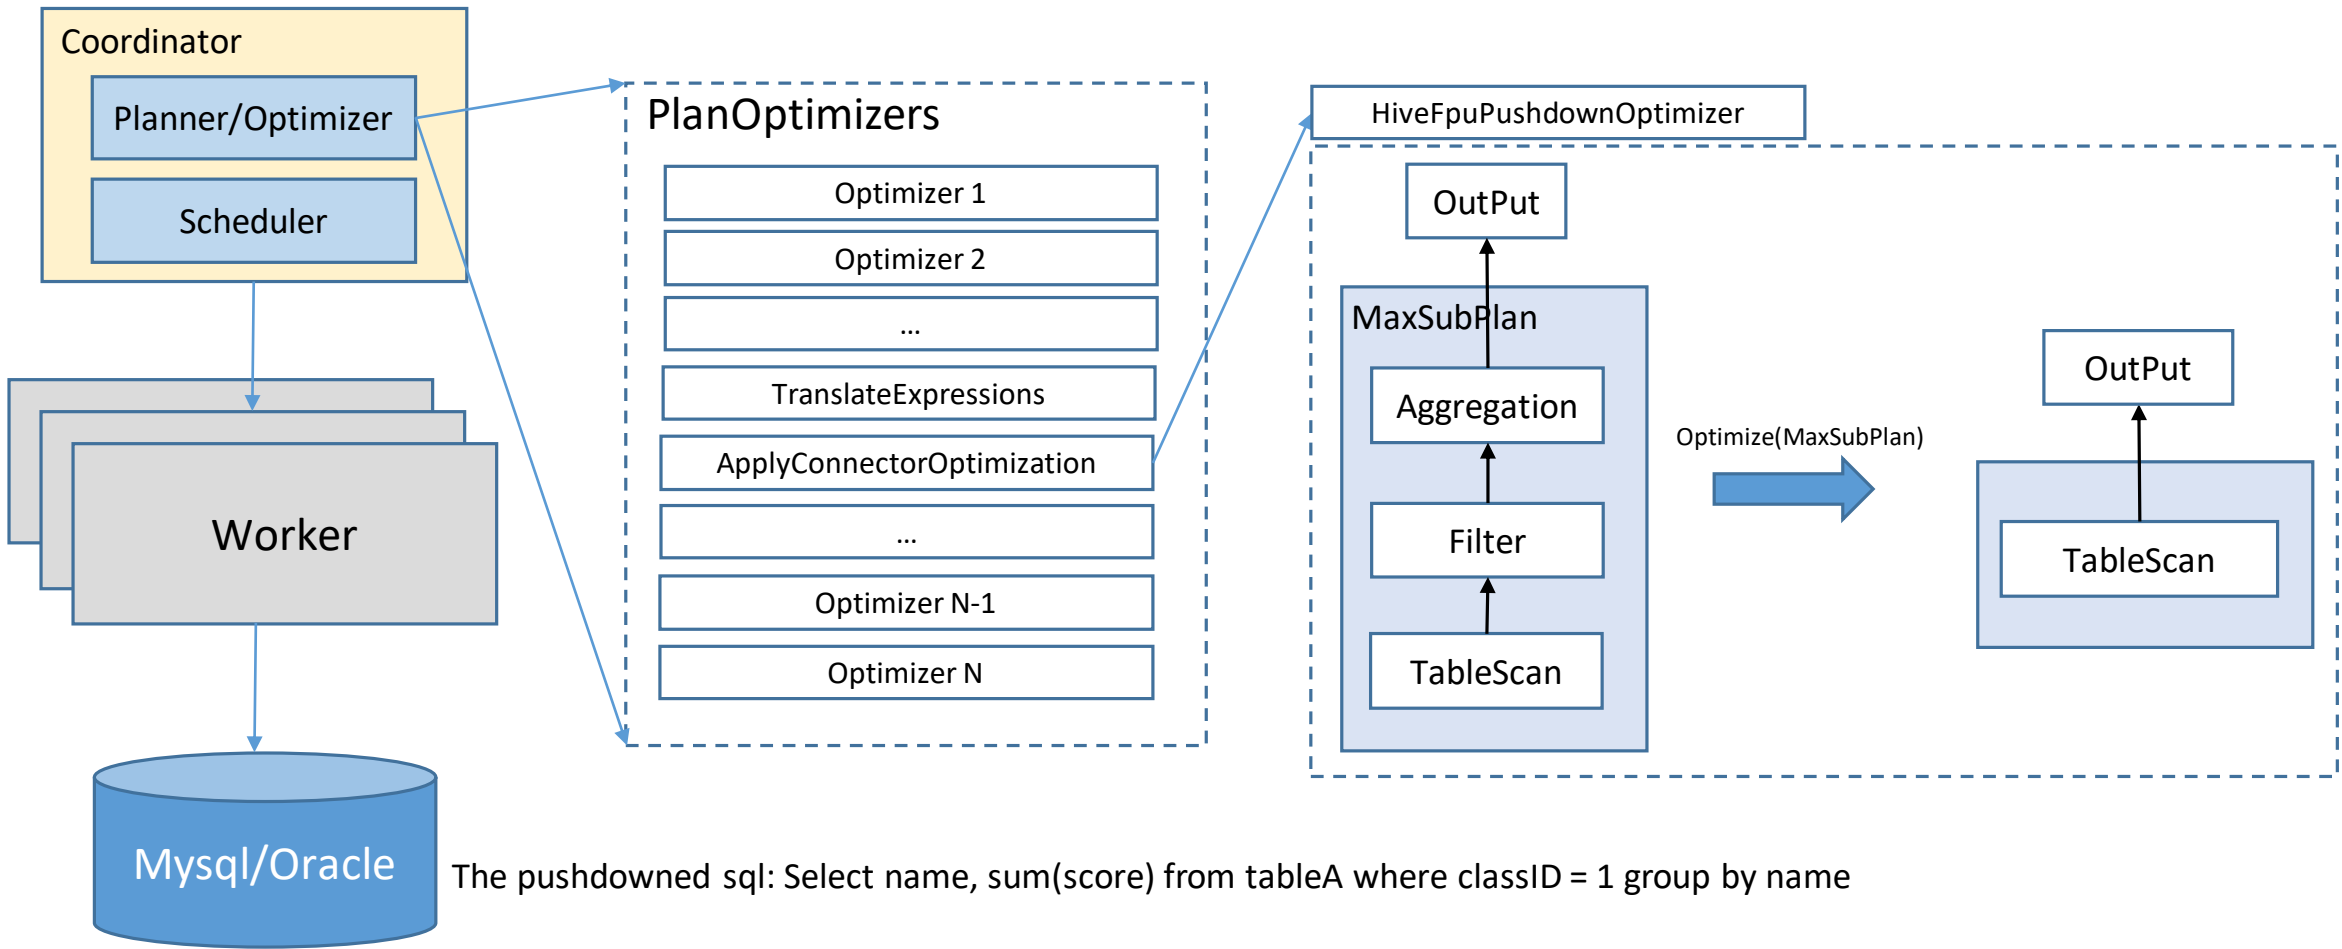 Coordinator
Planner/Optimizer
Scheduler
Worker
Mysql/Oracle
PlanOptimizers
Optimizer 1
Optimizer 2
...
TranslateExpressions
ApplyConnectorOptimization
...
Optimizer N-1
Optimizer N
HiveFpuPushdownOptimizer
OutPut
MaxSubPlan
Aggregation
Filter
TableScan
Optimize(MaxSubPlan)
OutPut
TableScan
The pushdowned sql: Select name, sum(score) from tableA where classID = 1 group by name